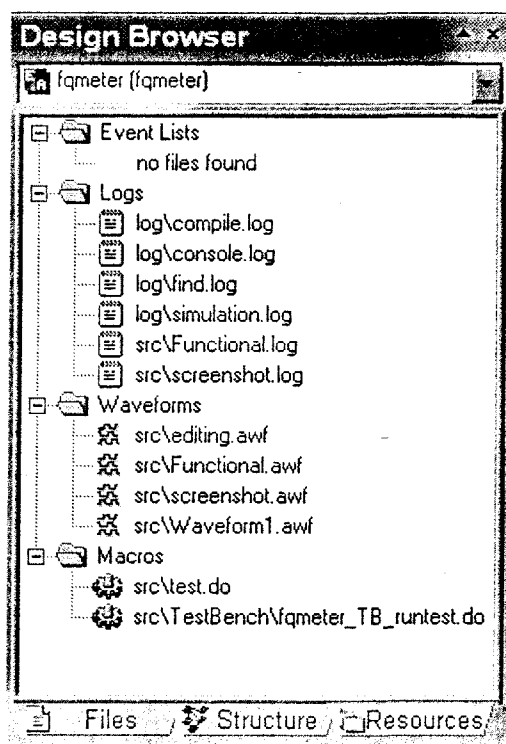 Design Browser
fqmeter (fqmeter)
Event Lists
no files found
Logs
log\compile.log
log\console.log
log\find.log
log\simulation.log
src\Functional.log
src\screenshot.log
Waveforms
src\editing.awf
src\Functional.awf
src\screenshot.awf
src\Waveform1.awf
Macros
src\test.do
src\TestBench\fqmeter_TB_runtest.do
Files Structure Resources